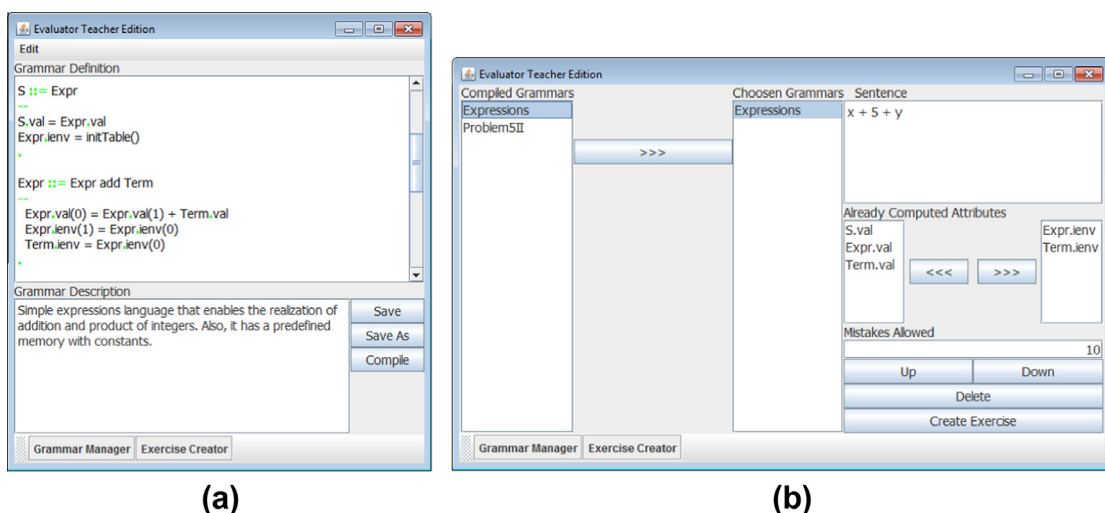 Evaluator Teacher Edition
Edit
Grammar Definition
S ::= Expr
--
S.val = Expr.val
Expr.ienv = initTable()
.
Expr ::= Expr add Term
--
Expr.val(0) = Expr.val(1) + Term.val
Expr.ienv(1) = Expr.ienv(0)
Term.ienv = Expr.ienv(0)
.
Grammar Description
Simple expressions language that enables the realization of
addition and product of integers. Also, it has a predefined
memory with constants.
Save
Save As
Compile
Grammar Manager Exercise Creator
(a)
Evaluator Teacher Edition
Compiled Grammars
Expressions
Problem5II
>>>
Choosen Grammars
Expressions
Sentence
x + 5 + y
Already Computed Attributes
S.val
Expr.val
Term.val
<<< >>>
Expr.ienv
Term.ienv
Mistakes Allowed
10
Up Down
Delete
Create Exercise
Grammar Manager Exercise Creator
(b)